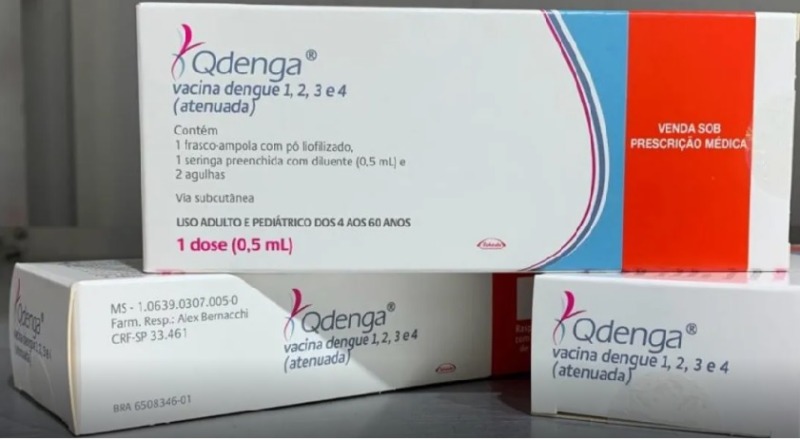 Qdenga®
vacina dengue 1, 2, 3 e 4
(atenuada)
Contém
1 frasco-ampola com pó liofilizado,
1 seringa preenchida com diluente (0,5 mL) e
2 agulhas
Via subcutânea
USO ADULTO E PEDIÁTRICO DOS 4 AOS 60 ANOS
1 dose (0,5 mL)
Takeda
VENDA SOB
PRESCRIÇÃO MÉDICA
MS - 1.0639.0307.005-0
Farm. Resp.: Alex Bernacchi
CRF-SP 33.461
BRA 6508346-01
Qdenga®
vacina dengue 1, 2, 3 e 4
(atenuada)
Qdenga®
vacina dengue 1, 2, 3 e 4
(atenuada)